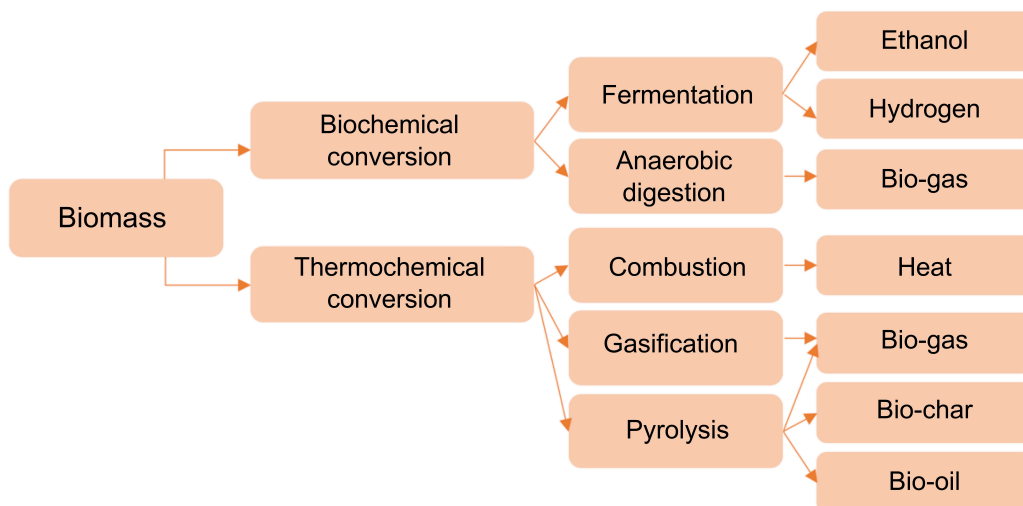 Biomass
Biochemical
conversion
Thermochemical
conversion
Fermentation
Anaerobic
digestion
Combustion
Gasification
Pyrolysis
Ethanol
Hydrogen
Bio-gas
Heat
Bio-gas
Bio-char
Bio-oil